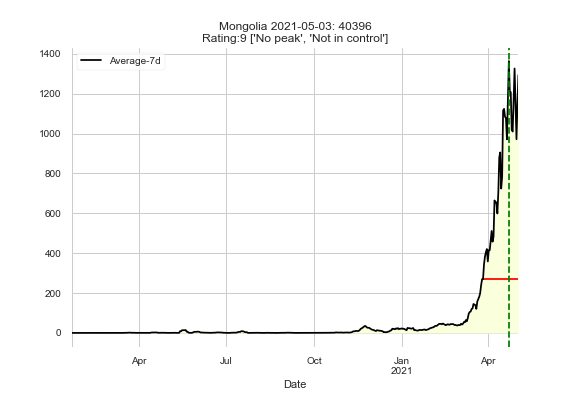 Mongolia 2021-05-03: 40396
Rating:9 ['No peak', 'Not in control']
Average-7d
1400
1200
1000
800
600
400
200
0
Apr
Jul
Oct
Jan
2021
Apr
Date